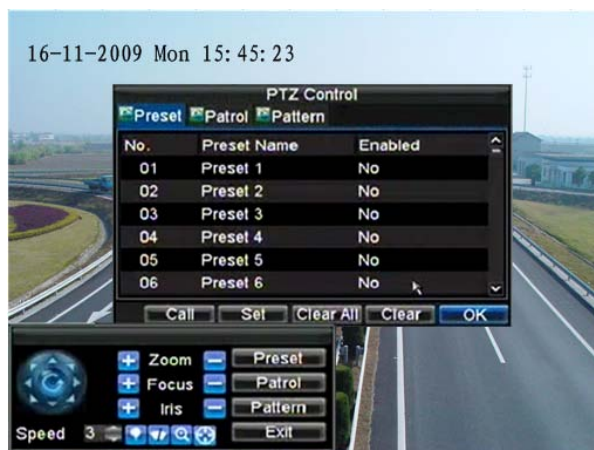 16-11-2009 Mon 15:45:23
PTZ Control
Preset Patrol Pattern
No. Preset Name Enabled
01 Preset 1 No
02 Preset 2 No
03 Preset 3 No
04 Preset 4 No
05 Preset 5 No
06 Preset 6 No
Call Set Clear All Clear OK
Zoom Preset
Focus Patrol
Iris Pattern
Speed 3 Exit